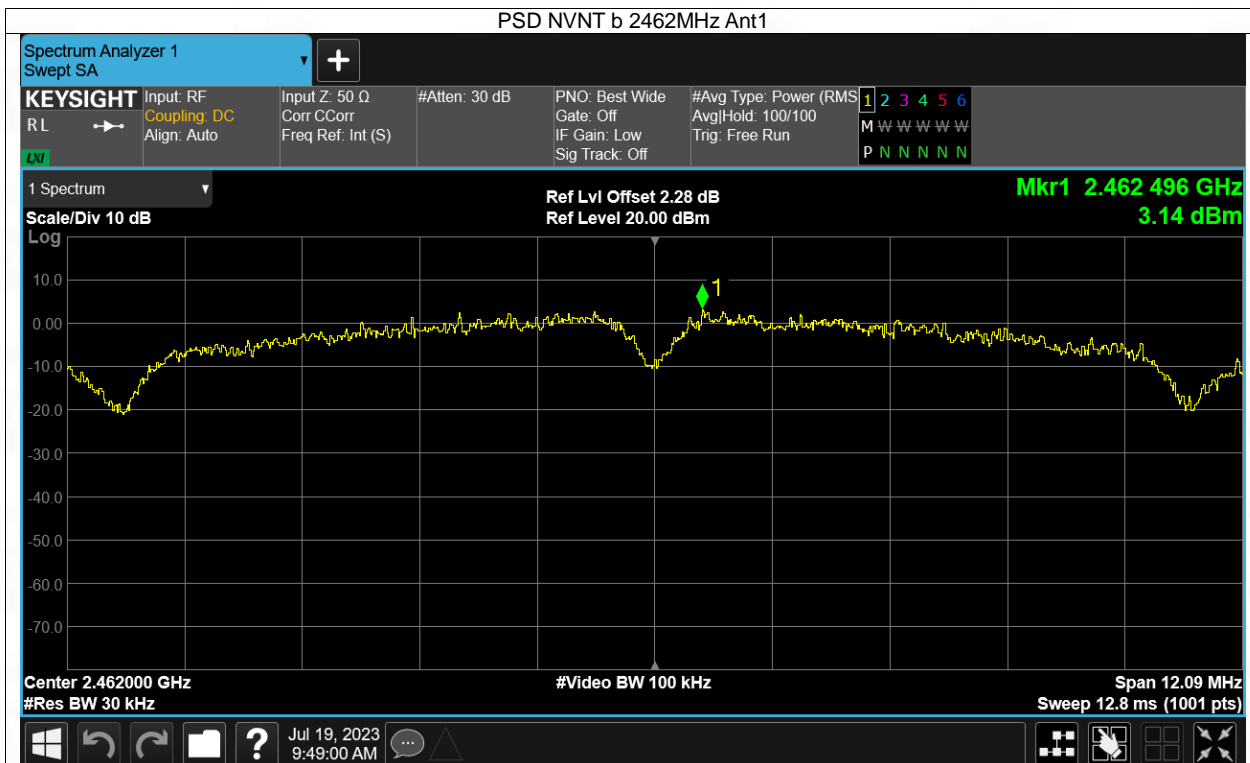 PSD NVNT b 2462MHz Ant1
Spectrum Analyzer 1
Swept SA
KEYSIGHT
RL
LXI
Input: RF
Coupling: DC
Align: Auto
Input Z: 50 Ω
Corr CCorr
Freq Ref: Int (S)
#Atten: 30 dB
PNO: Best Wide
Gate: Off
IF Gain: Low
Sig Track: Off
#Avg Type: Power (RMS
Avg|Hold: 100/100
Trig: Free Run
1 2 3 4 5 6
M W W W W W
P N N N N N
1 Spectrum
Scale/Div 10 dB
Log
Ref Lvl Offset 2.28 dB
Ref Level 20.00 dBm
Mkr1 2.462 496 GHz
3.14 dBm
10.0
0.00
-10.0
-20.0
-30.0
-40.0
-50.0
-60.0
-70.0
1
Center 2.462000 GHz
#Res BW 30 kHz
#Video BW 100 kHz
Span 12.09 MHz
Sweep 12.8 ms (1001 pts)
?
Jul 19, 2023
9:49:00 AM